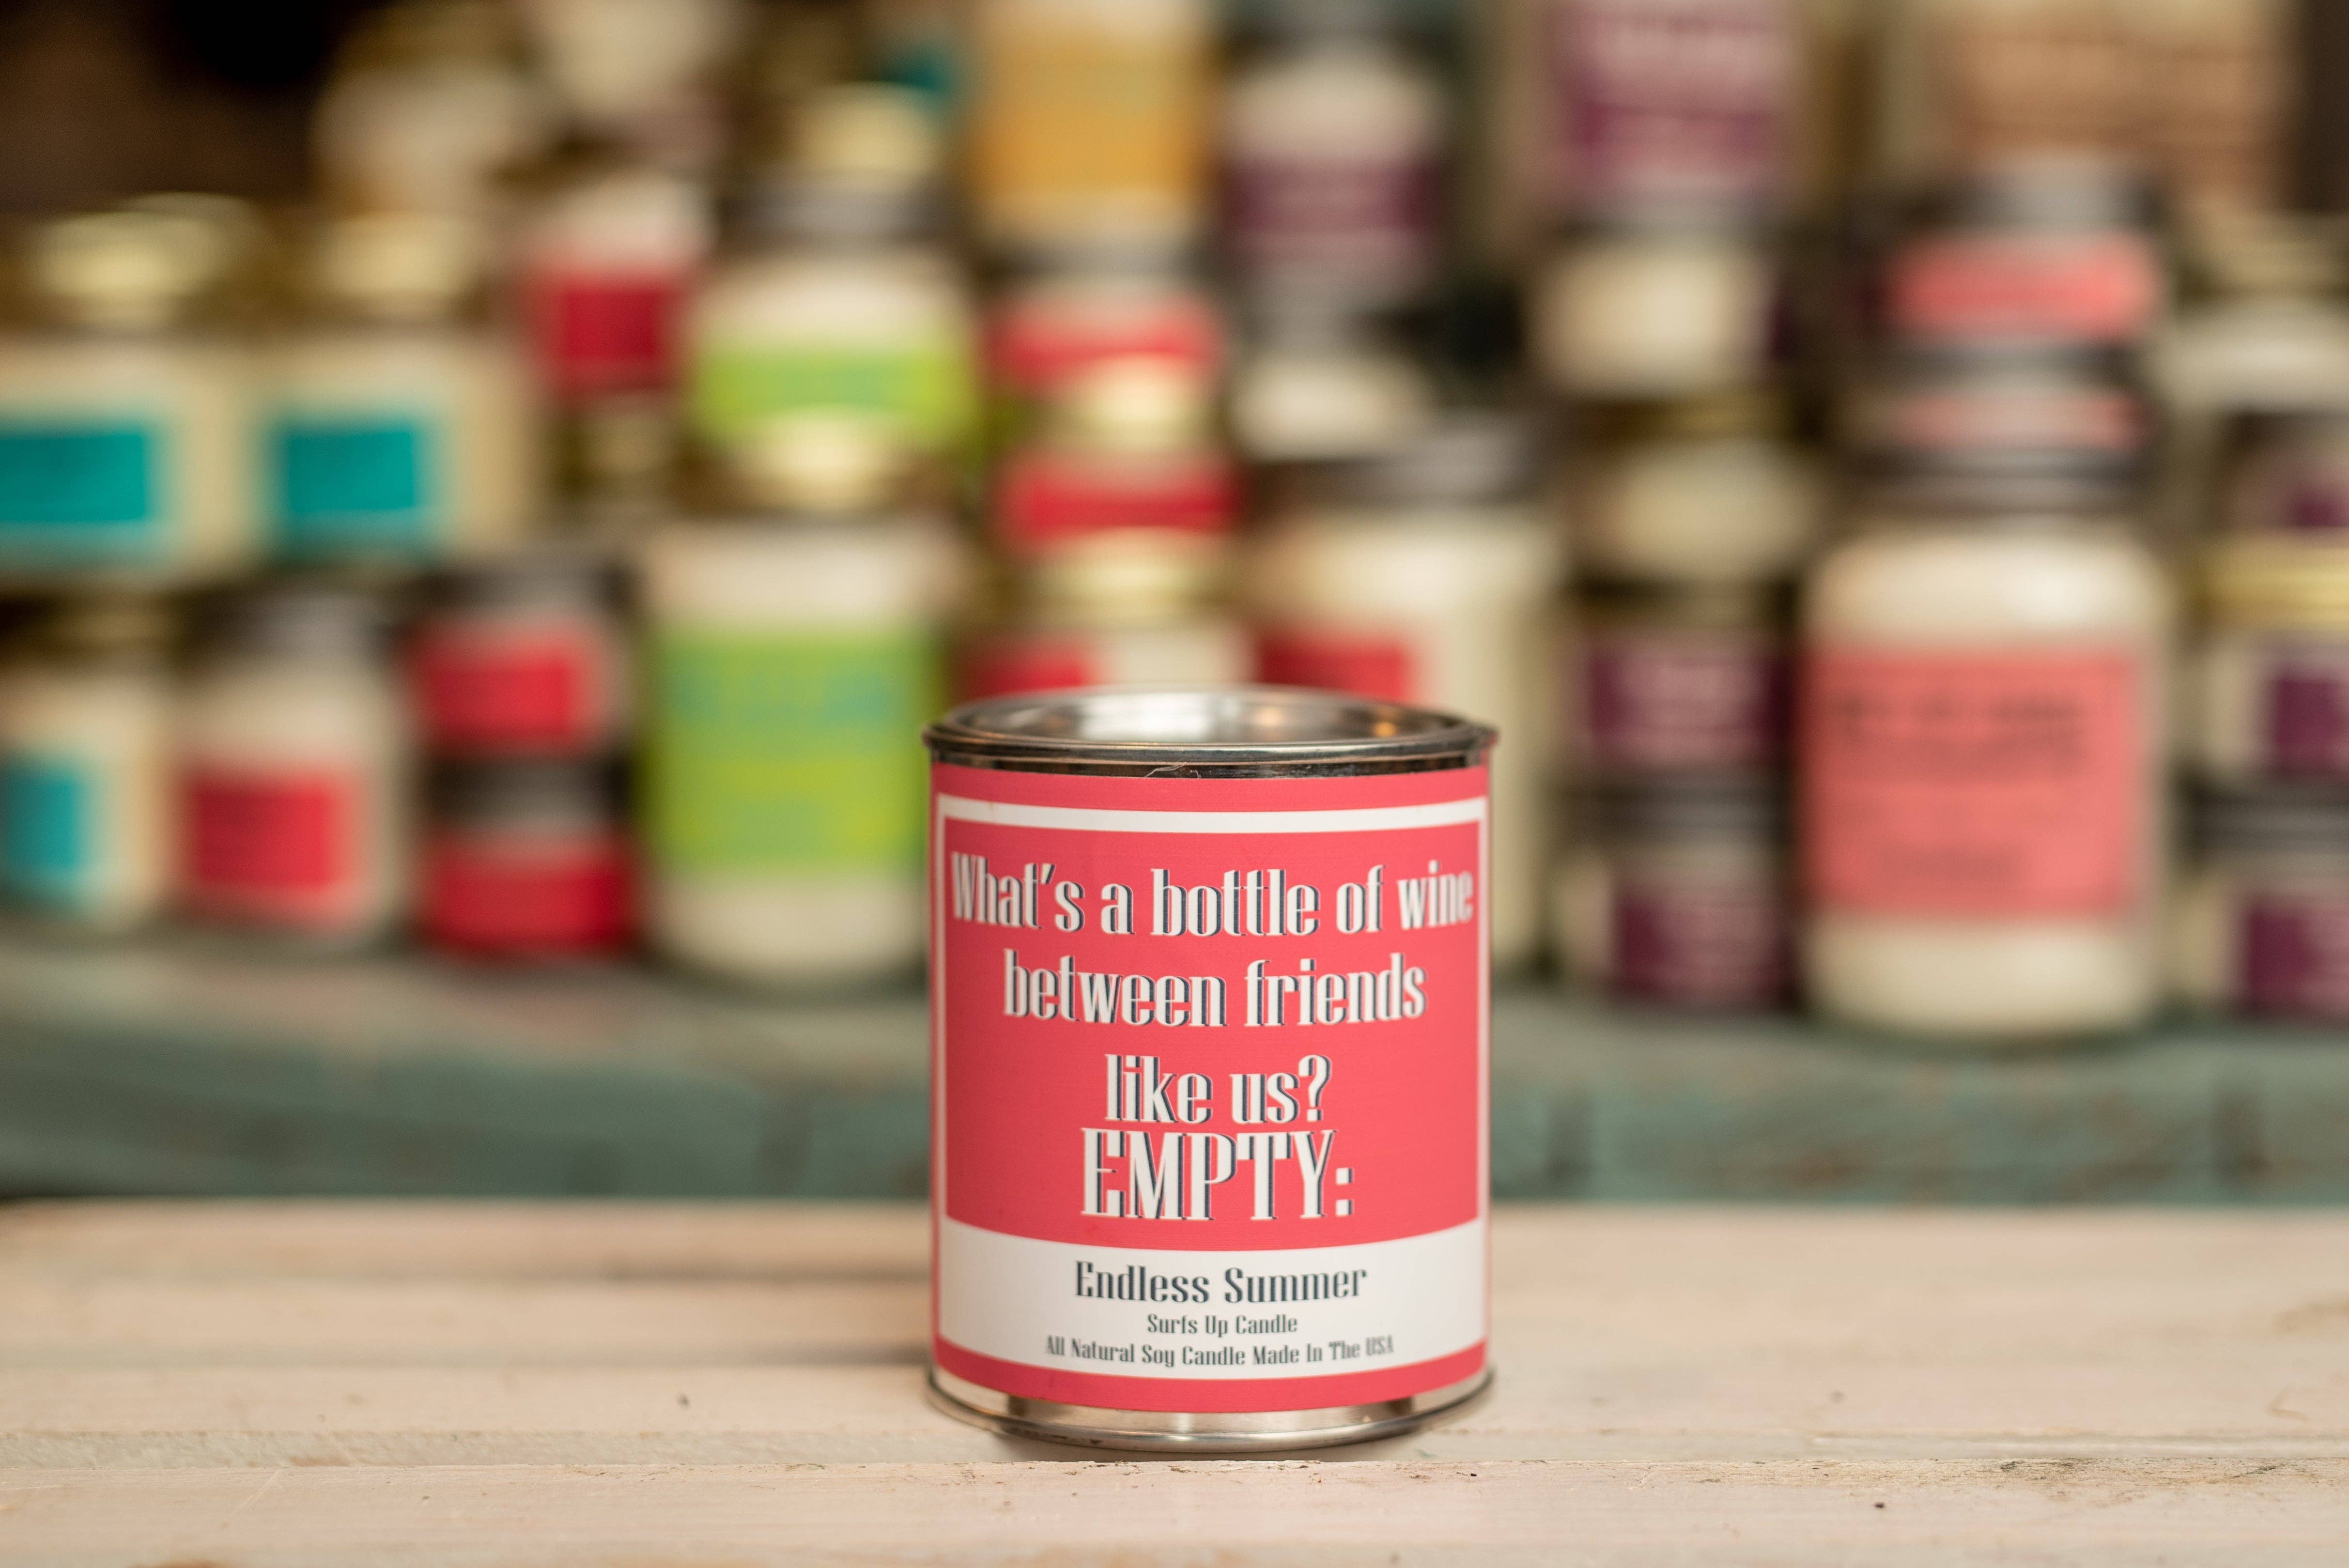 What's a bottle of wine
between friends
like us?
EMPTY:
Endless Summer
Surfs Up Candle
All Natural Soy Candle Made In The USA